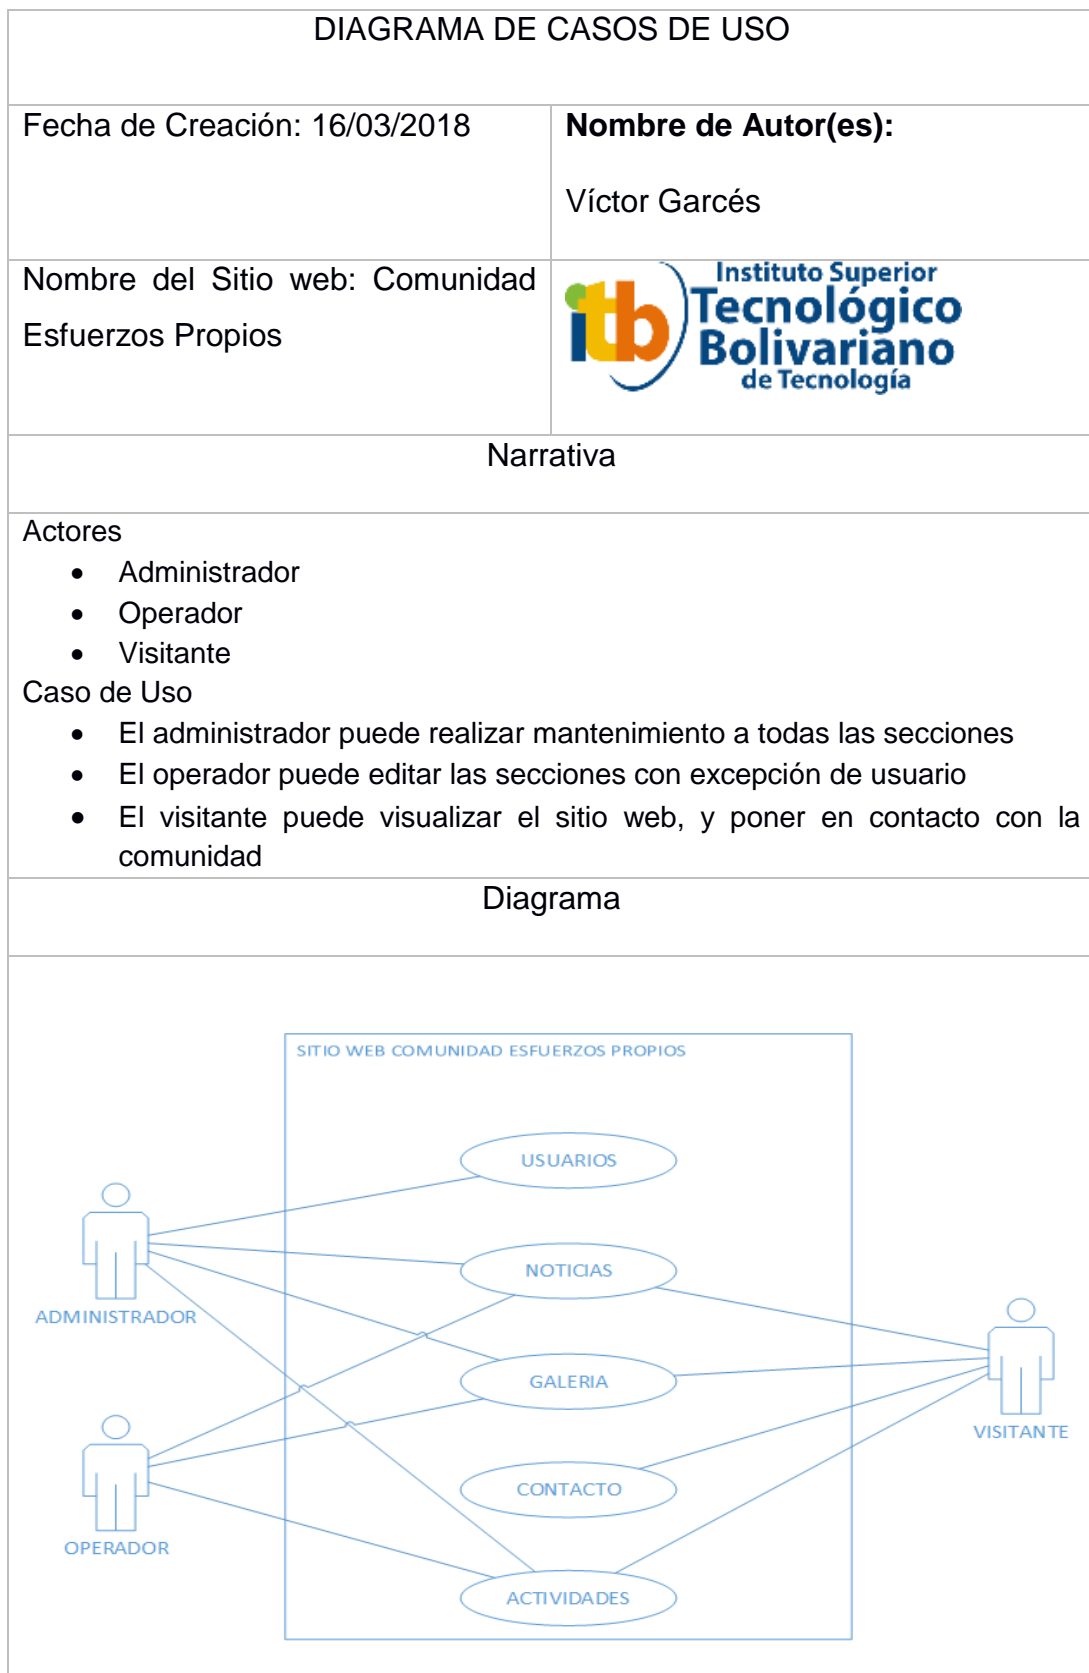 DIAGRAMA DE CASOS DE USO
Fecha de Creación: 16/03/2018
Nombre de Autor(es):
Víctor Garcés
Nombre del Sitio web: Comunidad
Esfuerzos Propios
itb
Instituto Superior
Tecnológico
Bolivariano
de Tecnología
Narrativa
Actores
• Administrador
• Operador
• Visitante
Caso de Uso
• El administrador puede realizar mantenimiento a todas las secciones
• El operador puede editar las secciones con excepción de usuario
• El visitante puede visualizar el sitio web, y poner en contacto con la
comunidad
Diagrama
SITIO WEB COMUNIDAD ESFUERZOS PROPIOS
USUARIOS
NOTICIAS
ADMINISTRADOR
GALERIA
VISITANTE
CONTACTO
OPERADOR
ACTIVIDADES